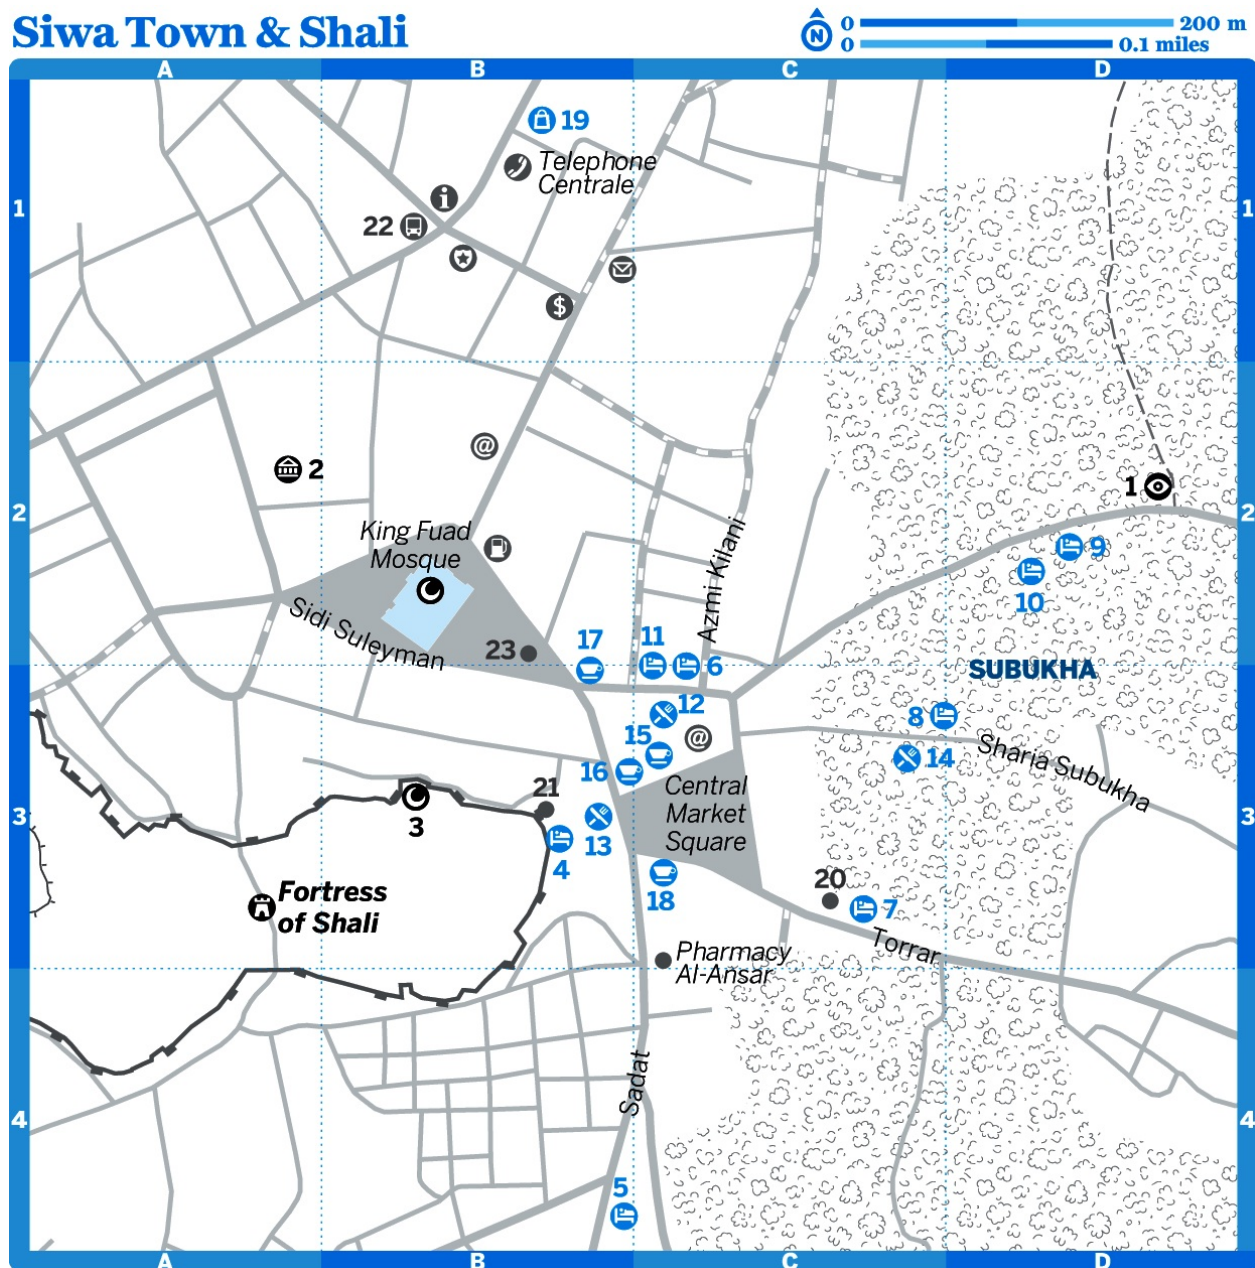 Siwa Town & Shali
N
0 200 m
0 0.1 miles
A B C D
19
Telephone
Centrale
1 1
i
22
$
@
2
1
2 2
King Fuad
Mosque
9
10
Azmi Kilani
Sidi Suleyman
23
17
11
6
SUBUKHA
12
8
15
@
14
Sharia Subukha
16
Central
Market
Square
21
3
13
4
3 3
18
20
7
Fortress
of Shali
Torrar
Pharmacy
Al-Ansar
Sadat
4 4
5
A B C D